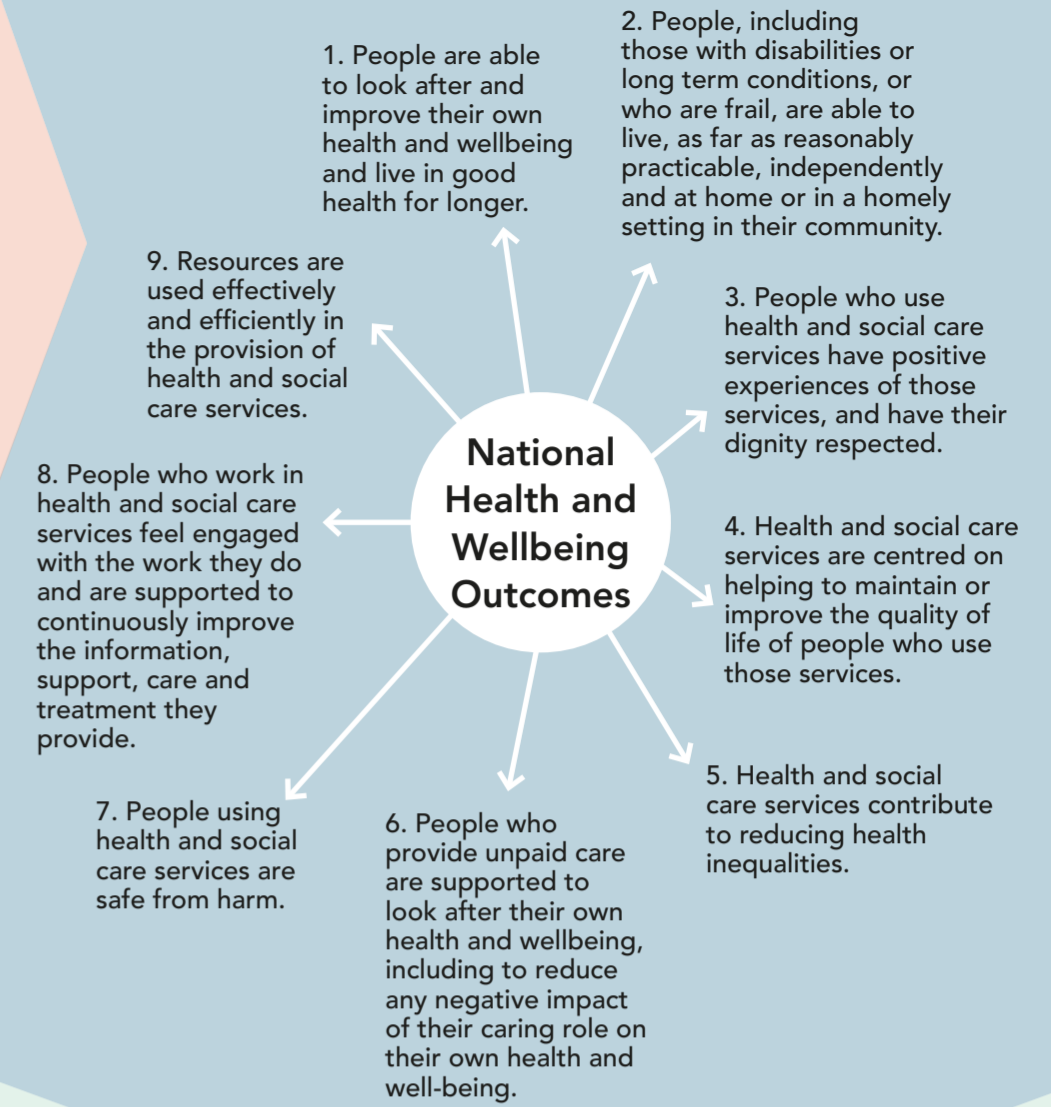 National
Health and
Wellbeing
Outcomes
1. People are able
to look after and
improve their own
health and wellbeing
and live in good
health for longer.
2. People, including
those with disabilities or
long term conditions, or
who are frail, are able to
live, as far as reasonably
practicable, independently
and at home or in a homely
setting in their community.
3. People who use
health and social care
services have positive
experiences of those
services, and have their
dignity respected.
4. Health and social care
services are centred on
helping to maintain or
improve the quality of
life of people who use
those services.
5. Health and social
care services contribute
to reducing health
inequalities.
6. People who
provide unpaid care
are supported to
look after their own
health and wellbeing,
including to reduce
any negative impact
of their caring role on
their own health and
well-being.
7. People using
health and social
care services are
safe from harm.
8. People who work in
health and social care
services feel engaged
with the work they do
and are supported to
continuously improve
the information,
support, care and
treatment they
provide.
9. Resources are
used effectively
and efficiently in
the provision of
health and social
care services.